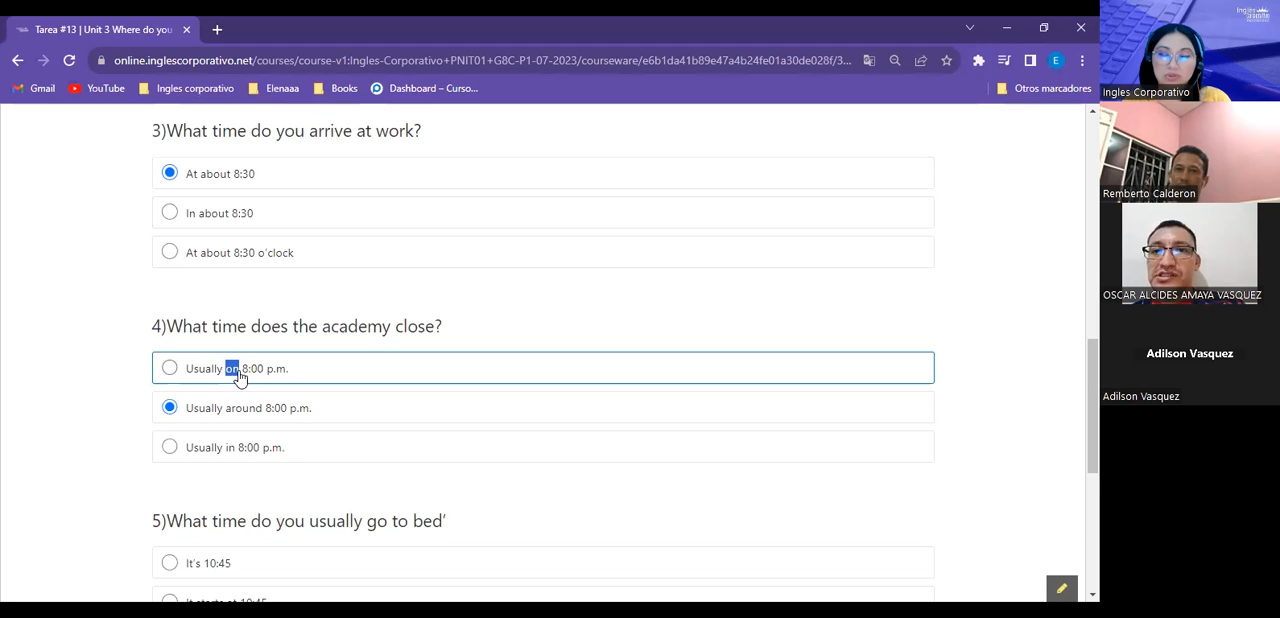 Tarea #13 | Unit 3 Where do you
online.inglescorporativo.net/courses/course-v1:Ingles-Corporativo+PNIT01+G8C-P1-07-2023/courseware/e6b1da41b89e47a4b24fe01a30de028f/3...
E
Gmail
YouTube
Ingles corporativo
Elenaaa
Books
Dashboard – Curso...
Otros marcadores
3)What time do you arrive at work?
At about 8:30
In about 8:30
At about 8:30 o'clock
4)What time does the academy close?
Usually on 8:00 p.m.
Usually around 8:00 p.m.
Usually in 8:00 p.m.
5)What time do you usually go to bed'
It's 10:45
It starts at 10:45
Ingles Corporativo
Remberto Calderon
OSCAR ALCIDES AMAYA VASQUEZ
Adilson Vasquez
Adilson Vasquez